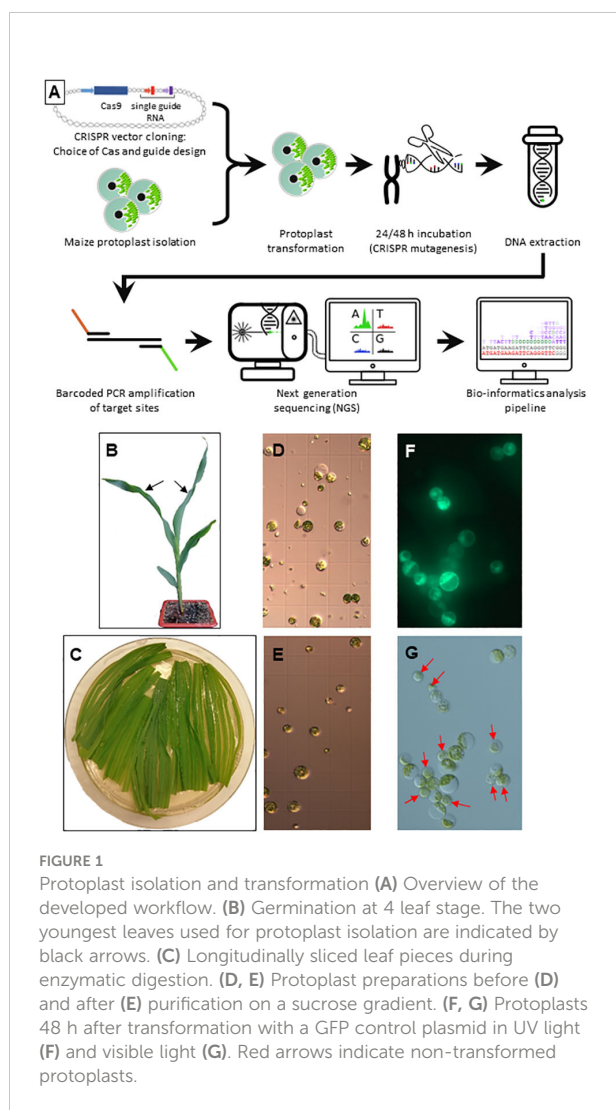 A
Cas9
single guide
RNA
CRISPR vector cloning:
Choice of Cas and guide design
Maize protoplast isolation
Protoplast
transformation
24/48 h incubation
(CRISPR mutagenesis)
DNA extraction
Barcoded PCR amplification
of target sites
A T
C G
Next generation
sequencing (NGS)
Bio-informatics analysis
pipeline
B
D
F
C
E
G
FIGURE 1
Protoplast isolation and transformation (A) Overview of the
developed workflow. (B) Germination at 4 leaf stage. The two
youngest leaves used for protoplast isolation are indicated by
black arrows. (C) Longitudinally sliced leaf pieces during
enzymatic digestion. (D, E) Protoplast preparations before (D)
and after (E) purification on a sucrose gradient. (F, G) Protoplasts
48 h after transformation with a GFP control plasmid in UV light
(F) and visible light (G). Red arrows indicate non-transformed
protoplasts.